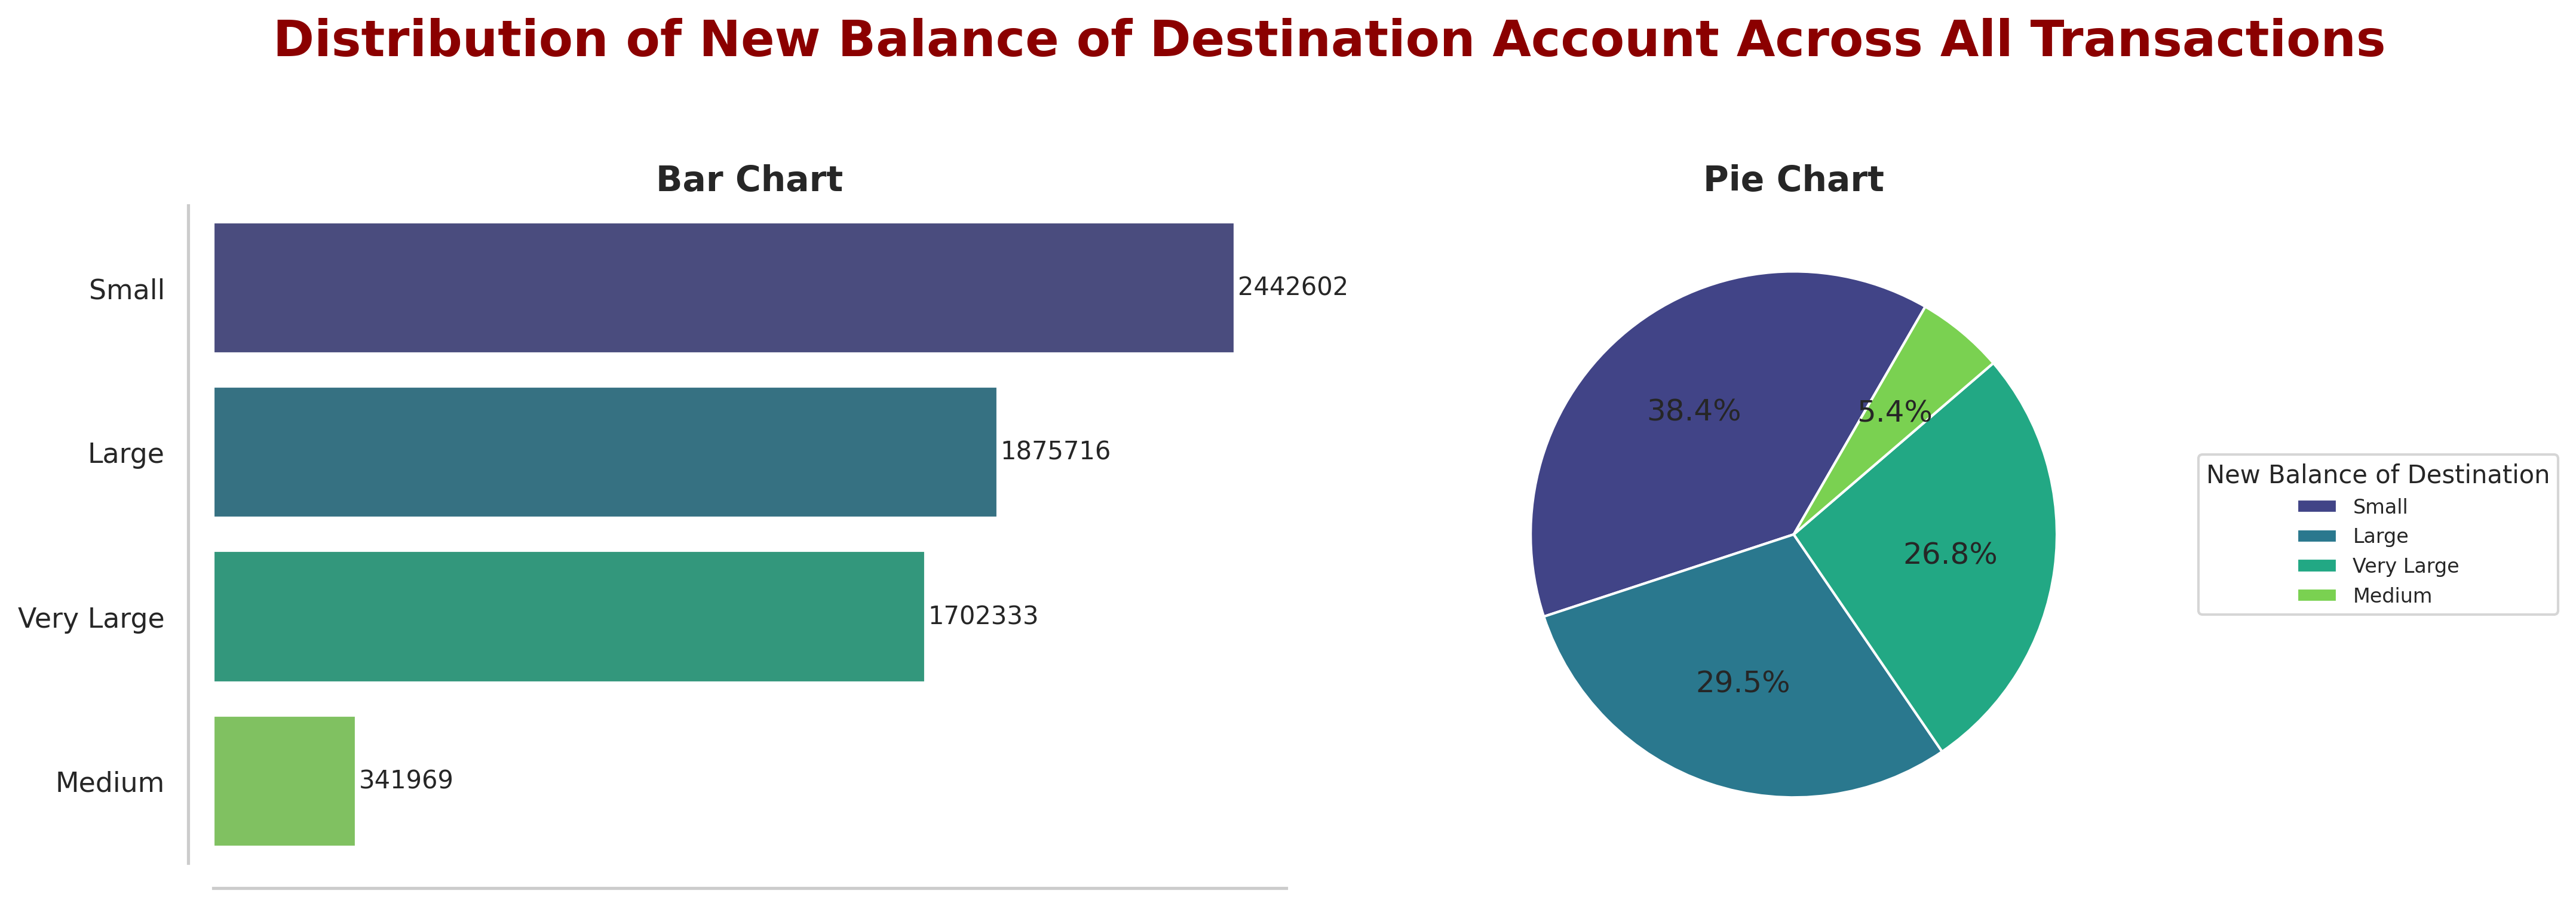 Distribution of New Balance of Destination Account Across All Transactions
Bar Chart
Small
2442602
Large
1875716
Very Large
1702333
Medium
341969
Pie Chart
38.4%
5.4%
26.8%
29.5%
New Balance of Destination
Small
Large
Very Large
Medium